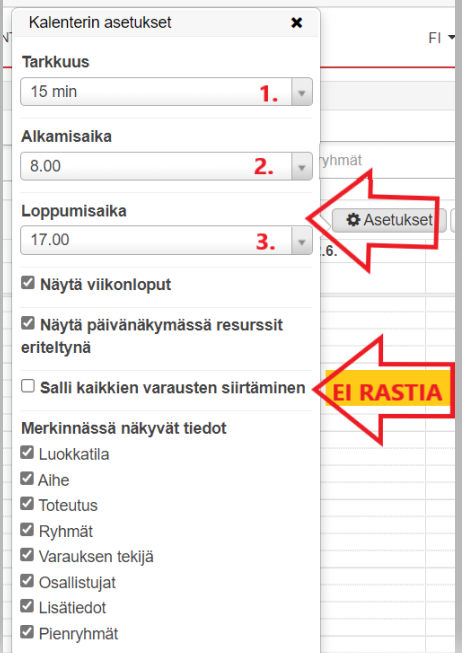 Kalenterin asetukset
FI
Tarkkuus
15 min 1.
Alkamisaika
8.00 2.
ryhmät
Loppumisaika
Asetukset
17.00 3.
.6.
Näytä viikonloput
Näytä päivänäkymässä resurssit
eriteltynä
Salli kaikkien varausten siirtäminen
EI RASTIA
Merkinnässä näkyvät tiedot
Luokkatila
Aihe
Toteutus
Ryhmät
Varauksen tekijä
Osallistujat
Lisätiedot
Pienryhmät